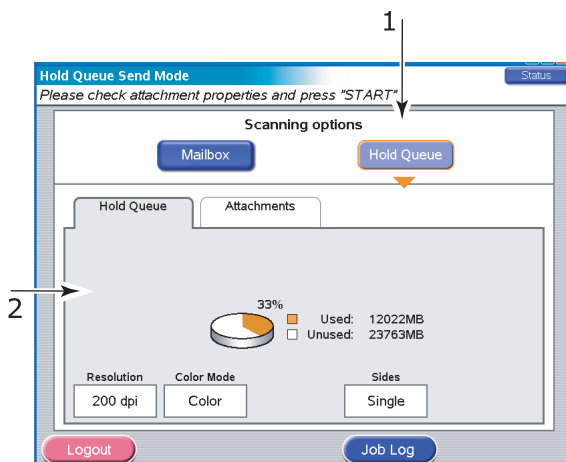 1
Hold Queue Send Mode
Status
Please check attachment properties and press "START"
Scanning options
Mailbox
Hold Queue
Hold Queue
Attachments
2
33%
Used: 12022MB
Unused: 23763MB
Resolution
Color Mode
Sides
200 dpi
Color
Single
Logout
Job Log